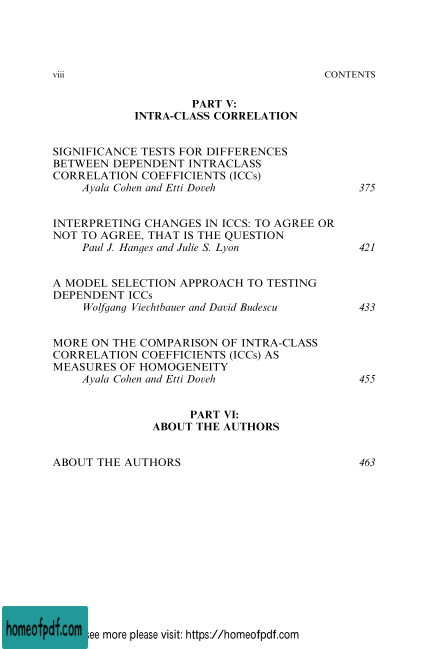 viii
CONTENTS
PART V:
INTRA-CLASS CORRELATION
SIGNIFICANCE TESTS FOR DIFFERENCES
BETWEEN DEPENDENT INTRACLASS
CORRELATION COEFFICIENTS (ICCs)
Ayala Cohen and Etti Doveh 375
INTERPRETING CHANGES IN ICCS: TO AGREE OR
NOT TO AGREE, THAT IS THE QUESTION
Paul J. Hanges and Julie S. Lyon 421
A MODEL SELECTION APPROACH TO TESTING
DEPENDENT ICCs
Wolfgang Viechtbauer and David Budescu 433
MORE ON THE COMPARISON OF INTRA-CLASS
CORRELATION COEFFICIENTS (ICCs) AS
MEASURES OF HOMOGENEITY
Ayala Cohen and Etti Doveh 455
PART VI:
ABOUT THE AUTHORS
ABOUT THE AUTHORS 463
homeofpdf.com
see more please visit: https://homeofpdf.com